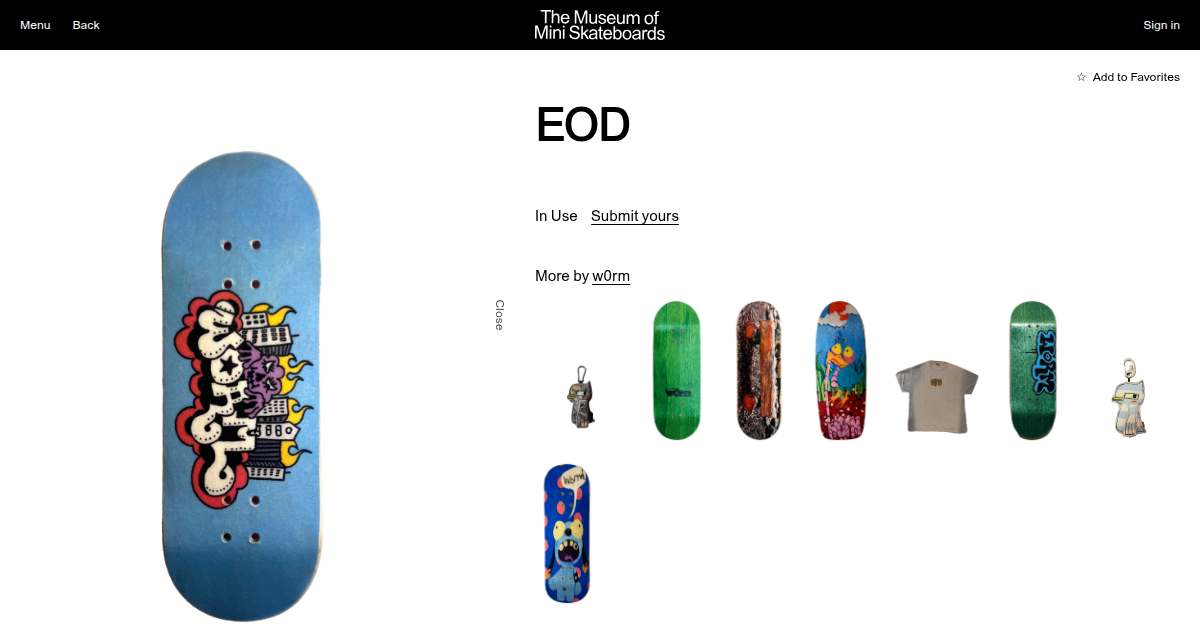 Menu
Back
The Museum of
Mini Skateboards
Sign in
☆ Add to Favorites
EOD
In Use
Submit yours
More by w0rm
Close
worm